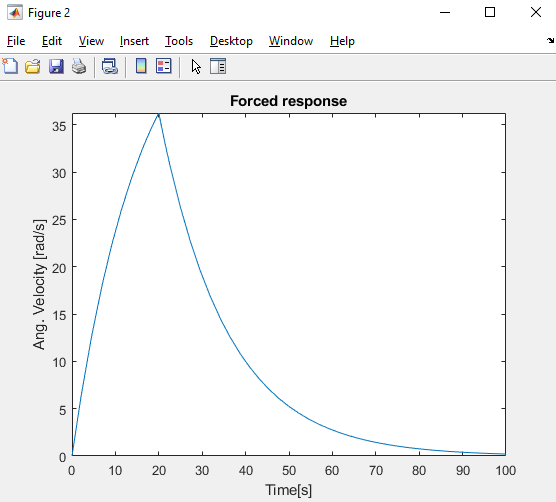 Figure 2
File Edit View Insert Tools Desktop Window Help
Forced response
Ang. Velocity [rad/s]
35
30
25
20
15
10
5
0
0 10 20 30 40 50 60 70 80 90 100
Time[s]